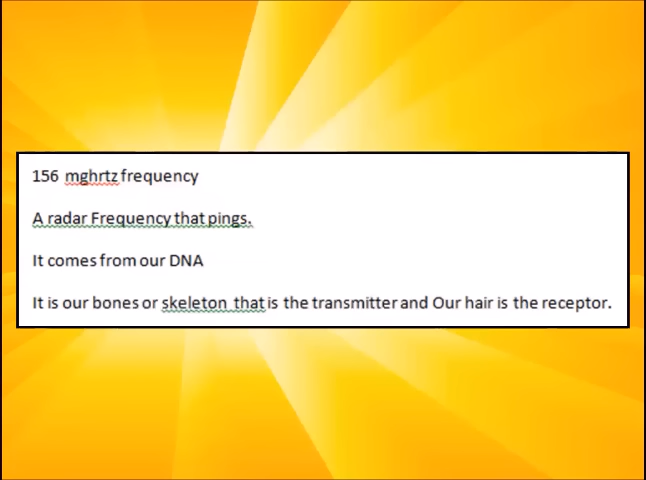 156 mghrtz frequency
A radar Frequency that pings.
It comes from our DNA
It is our bones or skeleton that is the transmitter and Our hair is the receptor.